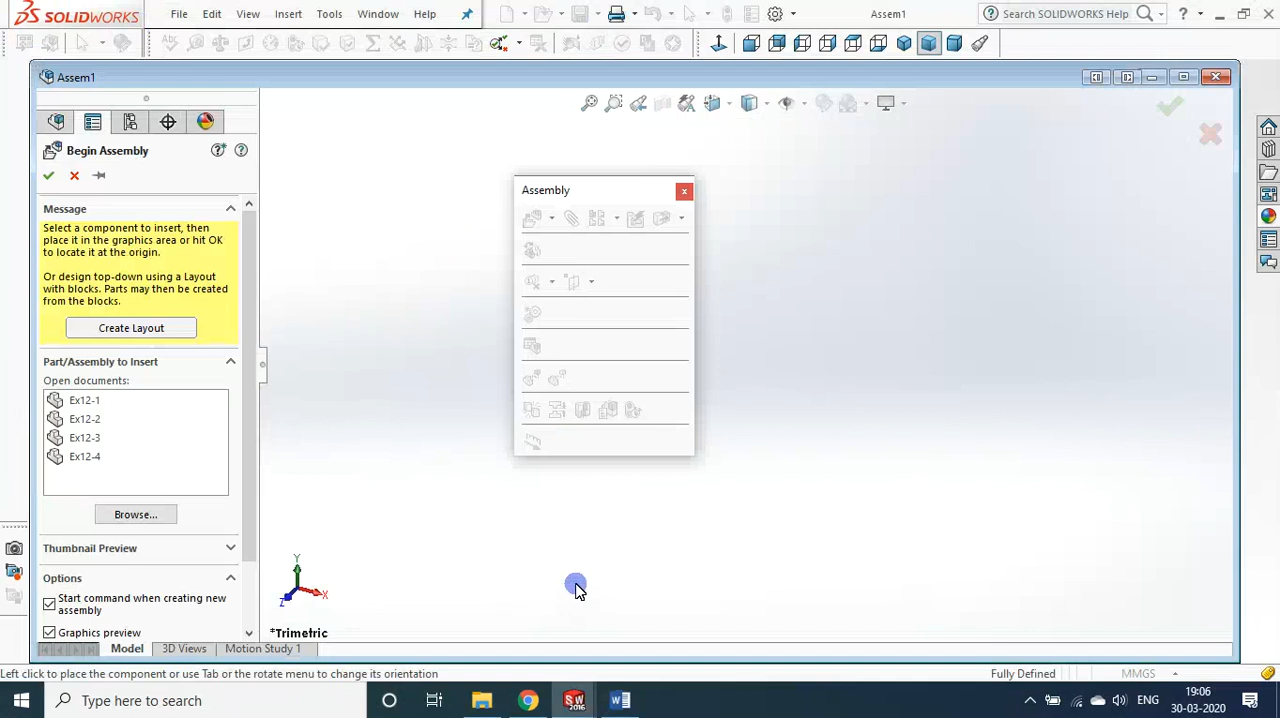 SOLIDWORKS File Edit View Insert Tools Window Help Assem1 Search SOLIDWORKS Help ?
Assem1
Begin Assembly
Message
Select a component to insert, then
place it in the graphics area or hit OK
to locate it at the origin.
Or design top-down using a Layout
with blocks. Parts may then be created
from the blocks.
Create Layout
Part/Assembly to Insert
Open documents:
Ex12-1
Ex12-2
Ex12-3
Ex12-4
Browse...
Thumbnail Preview
Options
Start command when creating new
assembly
Graphics preview
Assembly
Y
X
Z
*Trimetric
Model 3D Views Motion Study 1
Left click to place the component or use Tab or the rotate menu to change its orientation Fully Defined MMGS
Type here to search
SW
2016
W
ENG
19:06
30-03-2020